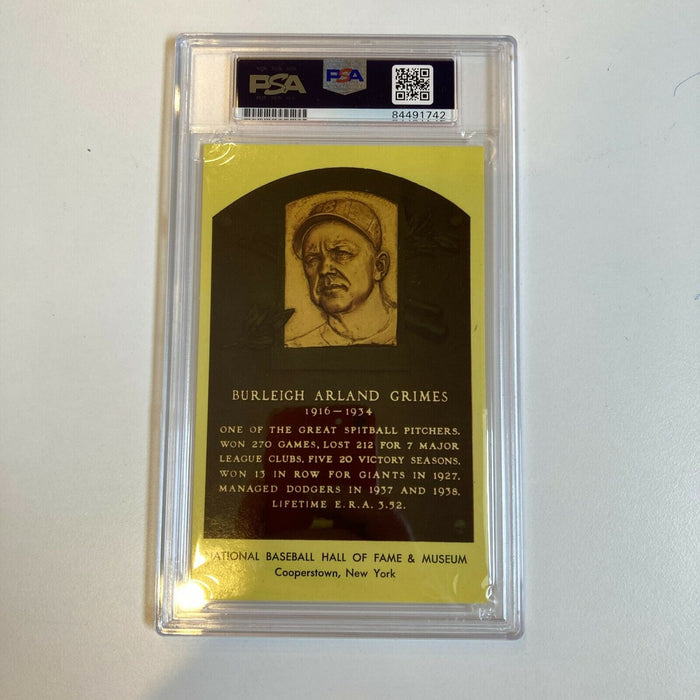 PSA
PSA
84491742
BURLEIGH ARLAND GRIMES
1916–1934
ONE OF THE GREAT SPITBALL PITCHERS.
WON 270 GAMES, LOST 212 FOR 7 MAJOR
LEAGUE CLUBS. FIVE 20 VICTORY SEASONS.
WON 13 IN ROW FOR GIANTS IN 1927.
MANAGED DODGERS IN 1937 AND 1938.
LIFETIME E.R.A. 3.52.
NATIONAL BASEBALL HALL OF FAME & MUSEUM
Cooperstown, New York